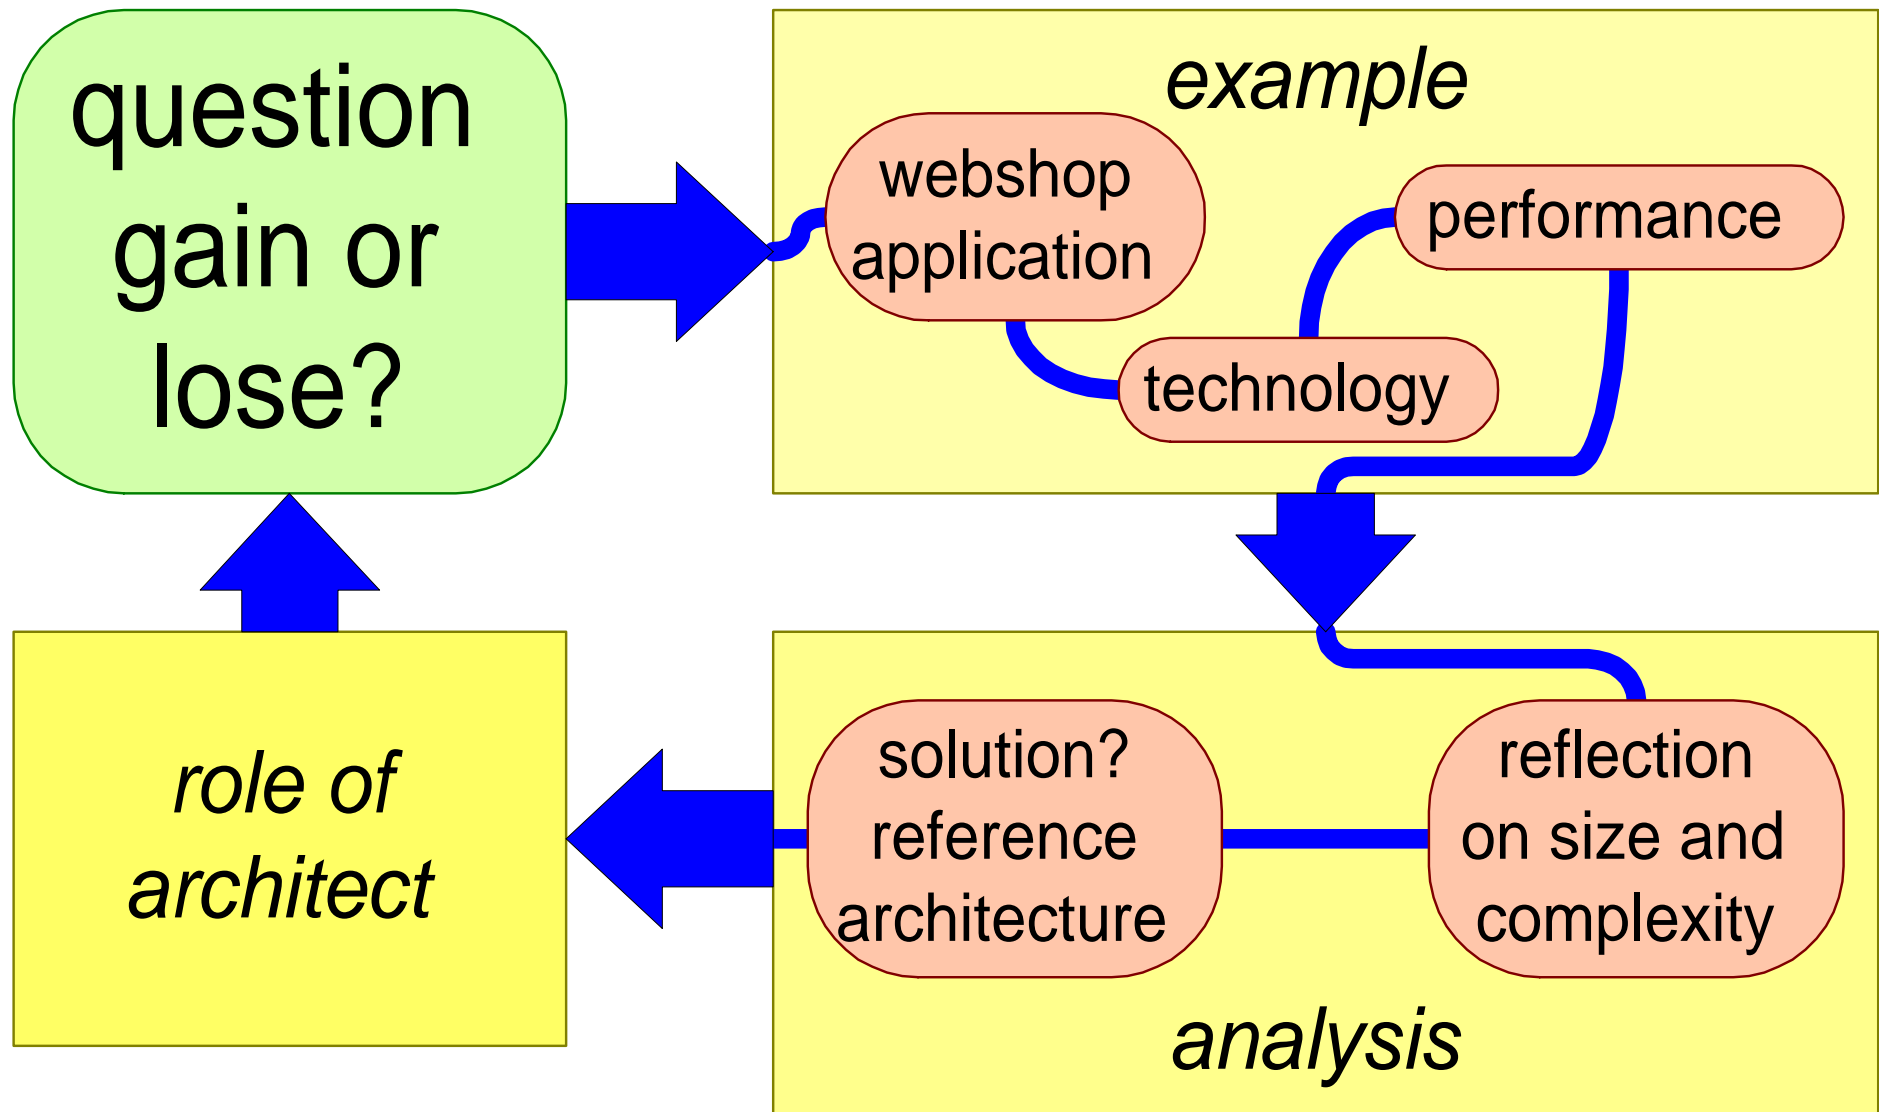 question
gain or
lose?
example
webshop
application
performance
technology
role of
architect
solution?
reference
architecture
reflection
on size and
complexity
analysis